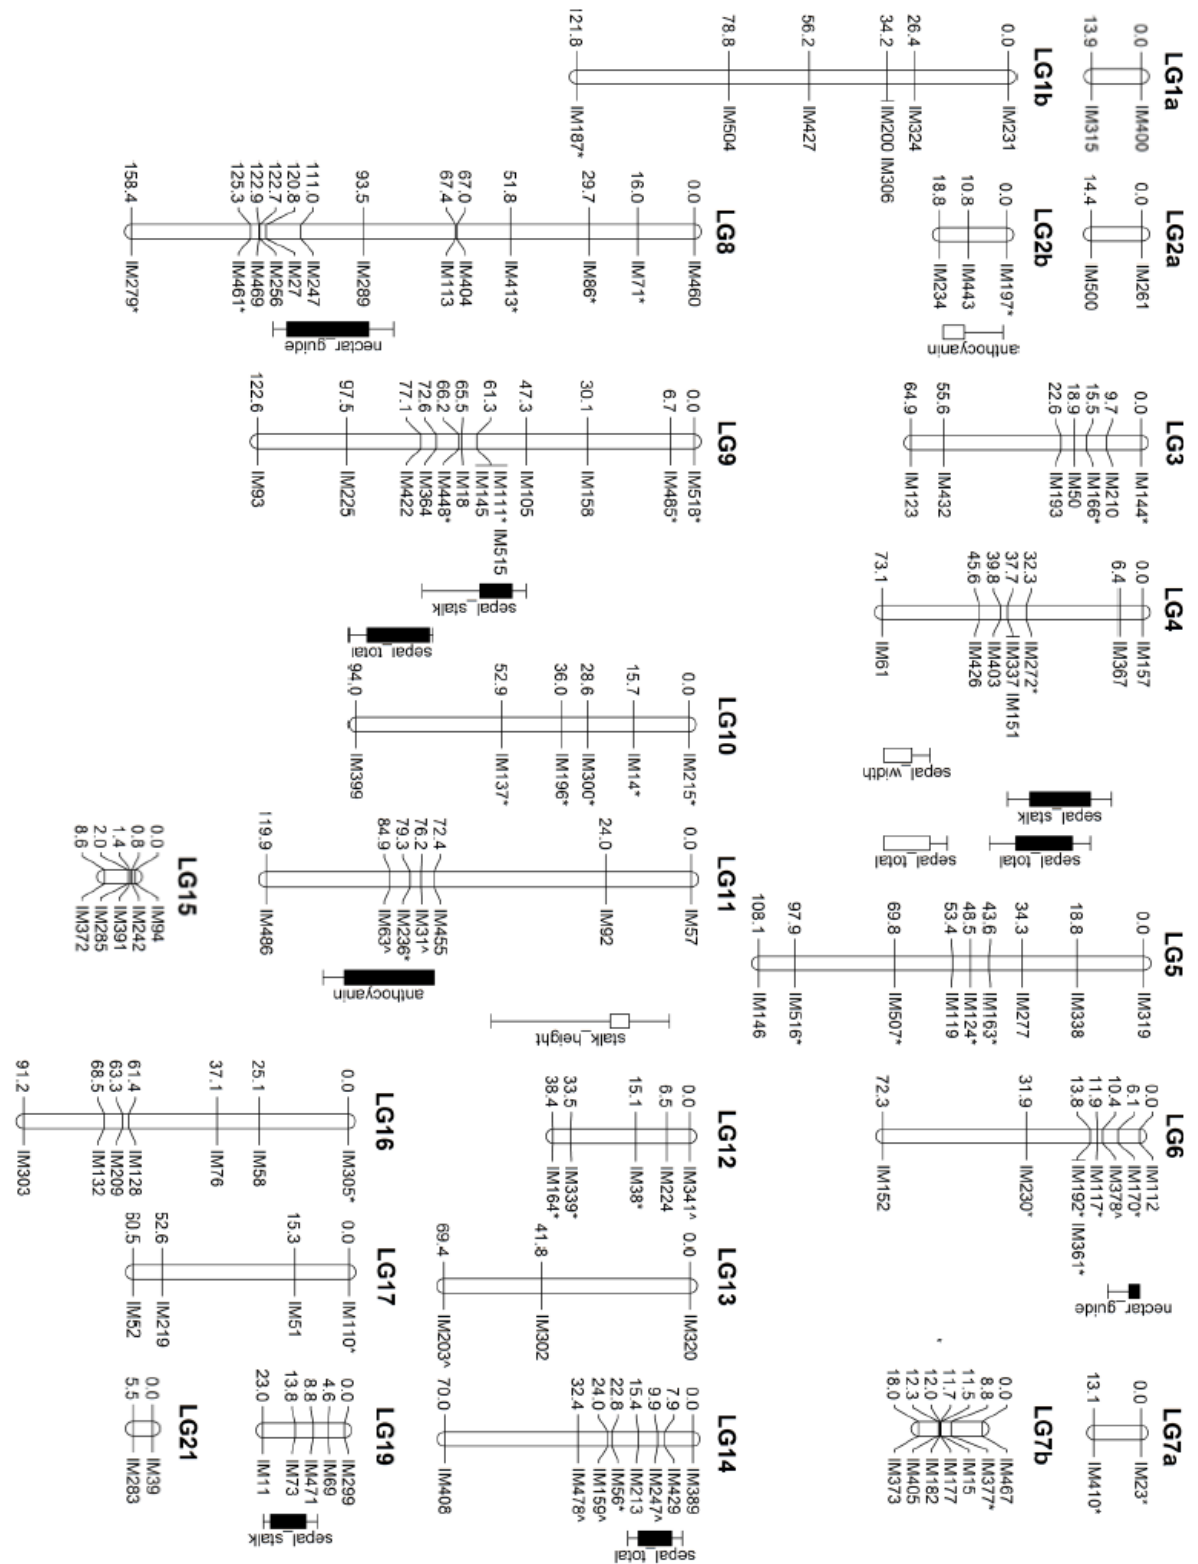 LG1a
0.0 IM400
13.9 IM315
LG2a
0.0 IM261
14.4 IM500
LG1b
0.0 IM231
26.4 IM324
34.2 IM200 IM306
56.2 IM427
78.8 IM504
121.8 IM187*
LG2b
0.0 IM197*
10.8 IM443
18.8 IM234
anthocyanin
LG3
0.0 IM144*
9.7 IM210
15.5 IM166*
18.9 IM50
22.6 IM193
55.6 IM432
64.9 IM123
LG4
0.0 IM157
6.4 IM367
32.3 IM272*
37.7 IM337 IM151
39.8 IM403
45.6 IM426
73.1 IM61
sepal_width
sepal_stalk
sepal_total
sepal_total
LG5
0.0 IM319
18.8 IM338
34.3 IM277
43.6 IM163*
48.5 IM124*
53.4 IM119
69.8 IM507*
97.9 IM516*
108.1 IM146
LG6
0.0 IM112
6.1 IM170*
10.4 IM378^
11.9 IM117*
13.8 IM192* IM361*
31.9 IM230*
72.3 IM152
nectar_guide
LG7a
0.0 IM23*
13.1 IM410*
LG7b
0.0 IM467
8.8 IM377*
11.5 IM15
11.7 IM177
12.0 IM182
12.3 IM405
18.0 IM373
LG8
0.0 IM460
16.0 IM71*
29.7 IM86*
51.8 IM413*
67.0 IM404
67.4 IM113
93.5 IM289
111.0 IM247
120.8 IM27
122.7 IM256
122.9 IM469
125.3 IM461*
158.4 IM279*
nectar_guide
LG9
0.0 IM518*
6.7 IM485*
30.1 IM158
47.3 IM105
61.3 IM111* IM515
IM145
65.5 IM18
66.2 IM448*
72.6 IM364
77.1 IM422
97.5 IM225
122.6 IM93
sepal_stalk
sepal_total
LG10
0.0 IM215*
15.7 IM14*
28.6 IM300*
36.0 IM196*
52.9 IM137*
94.0 IM399
LG11
0.0 IM57
24.0 IM92
72.4 IM455
76.2 IM31^
79.3 IM236*
84.9 IM63^
119.9 IM486
anthocyanin
stalk_height
LG12
0.0 IM341^
6.5 IM224
15.1 IM38*
33.5 IM339*
38.4 IM164*
LG13
0.0 IM320
41.8 IM302
69.4 IM203^
LG14
0.0 IM389
7.9 IM429
9.9 IM247^
15.4 IM213
22.8 IM56*
24.0 IM159^
32.4 IM478^
70.0 IM408
sepal_total
LG15
0.0 IM94
0.8 IM242
1.4 IM391
2.0 IM285
8.6 IM372
LG16
0.0 IM305*
25.1 IM58
37.1 IM76
61.4 IM128
63.3 IM209
68.5 IM132
91.2 IM303
LG17
0.0 IM110*
15.3 IM51
52.6 IM219
60.5 IM52
LG19
0.0 IM299
4.6 IM69
8.8 IM471
13.8 IM73
23.0 IM11
sepal_stalk
LG21
0.0 IM39
5.5 IM283